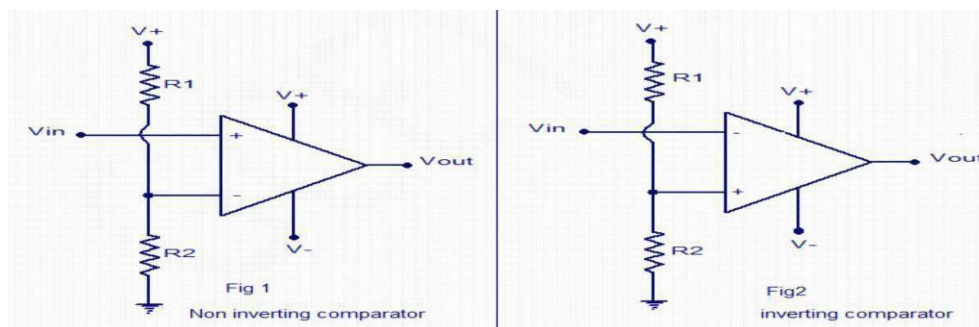 V+
R1
V+
Vin
+
Vout
-
R2
V-
Fig 1
Non inverting comparator
V+
R1
V+
Vin
-
Vout
+
R2
V-
Fig2
inverting comparator